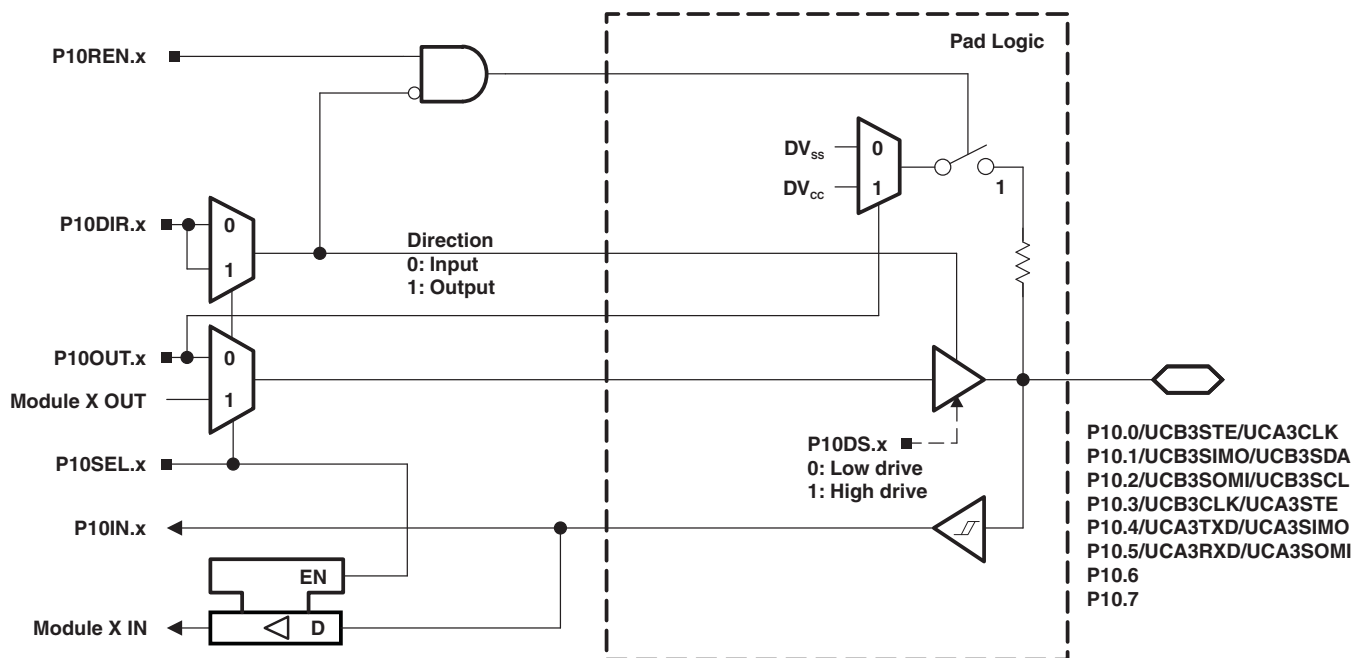 Pad Logic
P10REN.x
DVss
0
DVcc
1
1
P10DIR.x
0
1
Direction
0: Input
1: Output
P10OUT.x
0
Module X OUT
1
P10DS.x
0: Low drive
1: High drive
P10SEL.x
P10IN.x
EN
Module X IN
D
P10.0/UCB3STE/UCA3CLK
P10.1/UCB3SIMO/UCB3SDA
P10.2/UCB3SOMI/UCB3SCL
P10.3/UCB3CLK/UCA3STE
P10.4/UCA3TXD/UCA3SIMO
P10.5/UCA3RXD/UCA3SOMI
P10.6
P10.7